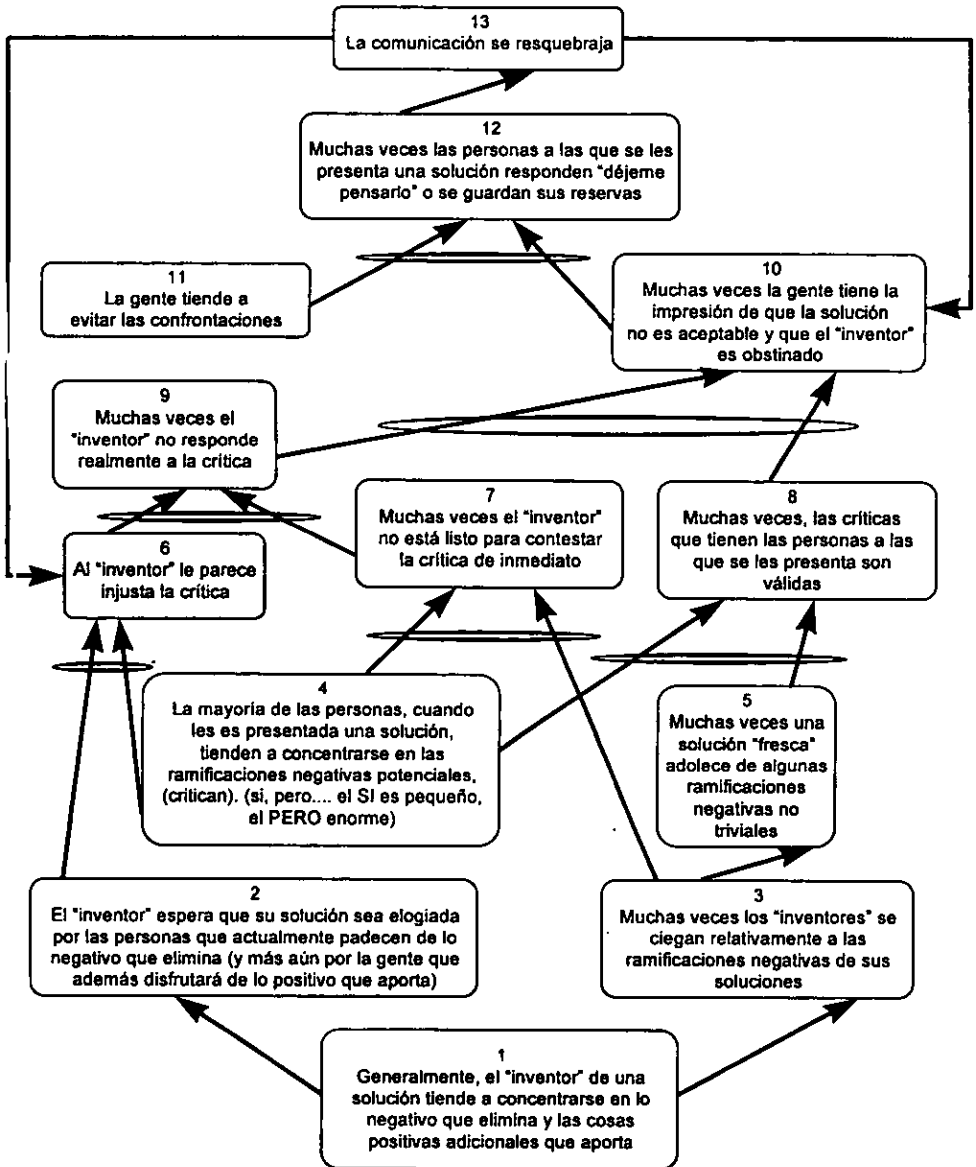 13
La comunicación se resquebraja
12
Muchas veces las personas a las que se les
presenta una solución responden "déjeme
pensarlo" o se guardan sus reservas
11
La gente tiende a
evitar las confrontaciones
10
Muchas veces la gente tiene la
impresión de que la solución
no es aceptable y que el "inventor"
es obstinado
9
Muchas veces el
"inventor" no responde
realmente a la crítica
7
Muchas veces el "inventor"
no está listo para contestar
la crítica de inmediato
8
Muchas veces, las críticas
que tienen las personas a las
que se les presenta son
válidas
6
Al "inventor" le parece
injusta la crítica
4
La mayoría de las personas, cuando
les es presentada una solución,
tienden a concentrarse en las
ramificaciones negativas potenciales,
(critican). (si, pero.... el SI es pequeño,
el PERO enorme)
5
Muchas veces una
solución "fresca"
adolece de algunas
ramificaciones
negativas no
triviales
2
El "inventor" espera que su solución sea elogiada
por las personas que actualmente padecen de lo
negativo que elimina (y más aún por la gente que
además disfrutará de lo positivo que aporta)
3
Muchas veces los "inventores" se
ciegan relativamente a las
ramificaciones negativas de sus
soluciones
1
Generalmente, el "inventor" de una
solución tiende a concentrarse en lo
negativo que elimina y las cosas
positivas adicionales que aporta